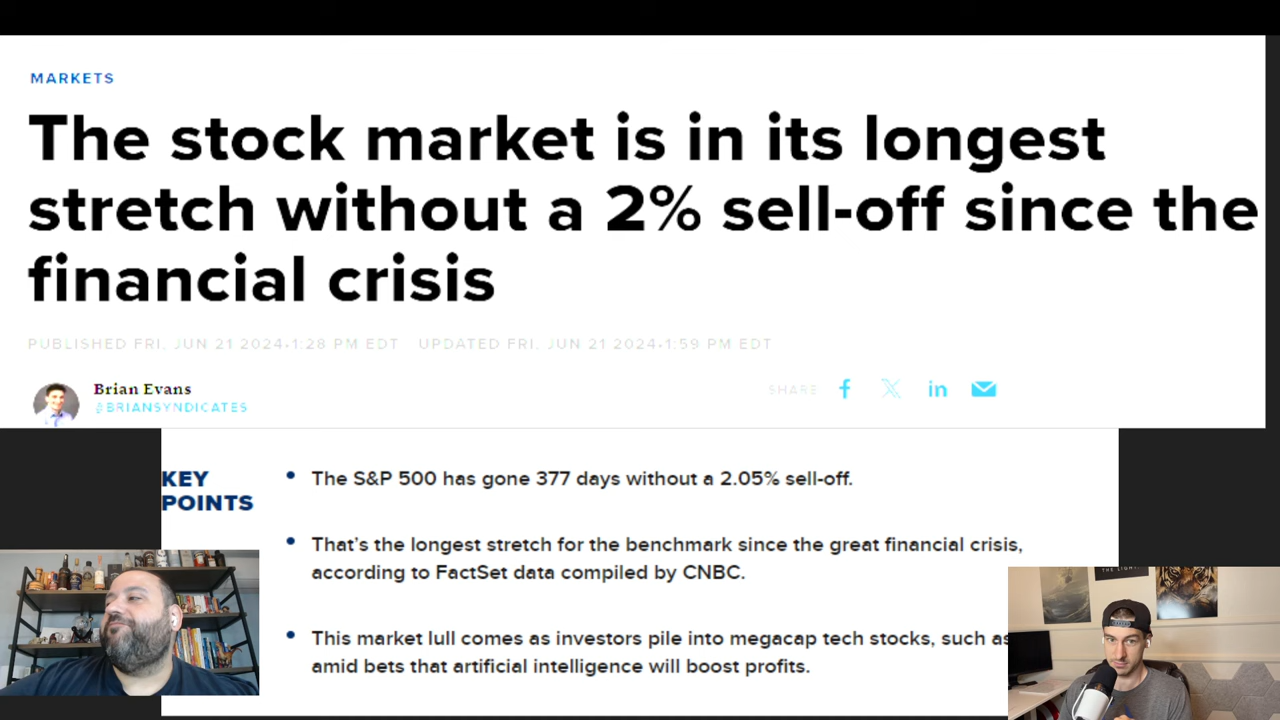 MARKETS
The stock market is in its longest
stretch without a 2% sell-off since the
financial crisis
PUBLISHED FRI, JUN 21 2024•1:28 PM EDT UPDATED FRI, JUN 21 2024•1:59 PM EDT
Brian Evans
@BRIANSYNDICATES
SHARE
KEY
POINTS
The S&P 500 has gone 377 days without a 2.05% sell-off.
That’s the longest stretch for the benchmark since the great financial crisis,
according to FactSet data compiled by CNBC.
This market lull comes as investors pile into megacap tech stocks, such as
amid bets that artificial intelligence will boost profits.
THE LIGHT